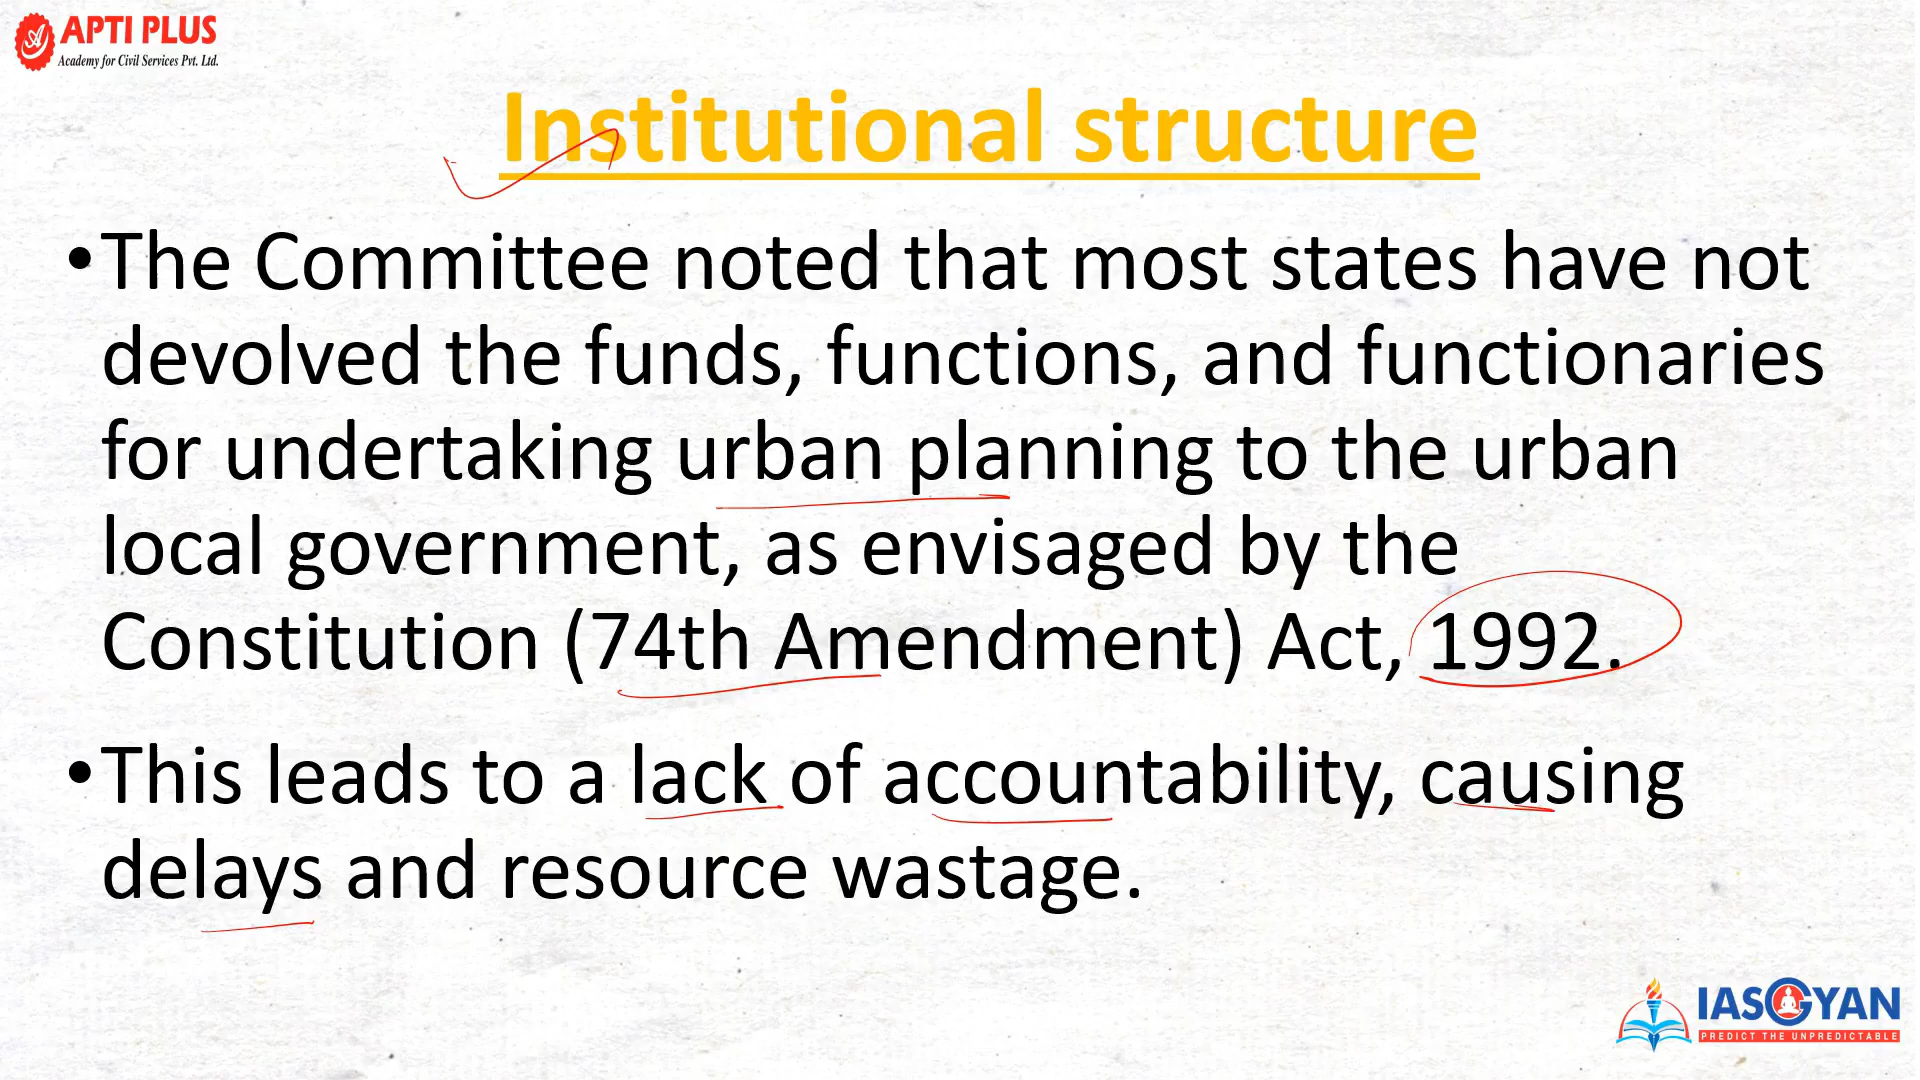 APTI PLUS
Academy for Civil Services Pvt. Ltd.
Institutional structure
•The Committee noted that most states have not
devolved the funds, functions, and functionaries
for undertaking urban planning to the urban
local government, as envisaged by the
Constitution (74th Amendment) Act, 1992.
•This leads to a lack of accountability, causing
delays and resource wastage.
IASGYAN
PREDICT THE UNPREDICTABLE